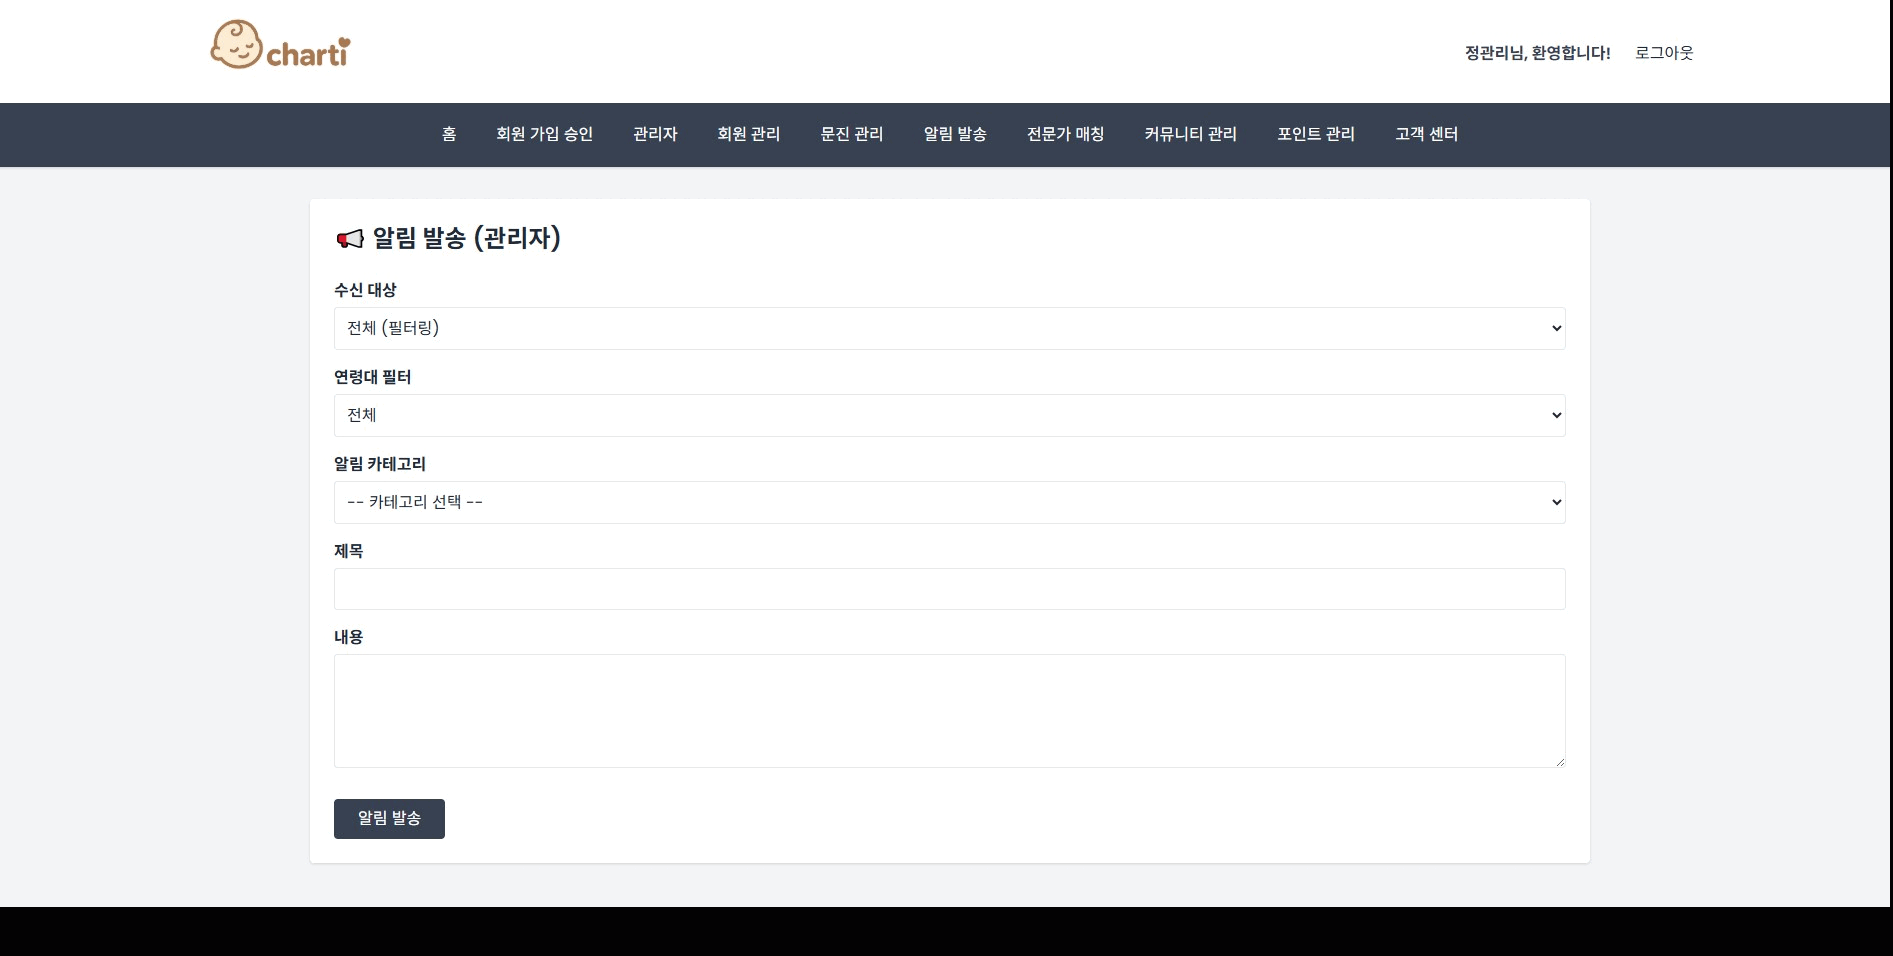 charti
정관리님, 환영합니다! 로그아웃
홈 회원 가입 승인 관리자 회원 관리 문진 관리 알림 발송 전문가 매칭 커뮤니티 관리 포인트 관리 고객 센터
알림 발송 (관리자)
수신 대상
전체 (필터링)
연령대 필터
전체
알림 카테고리
-- 카테고리 선택 --
제목
내용
알림 발송